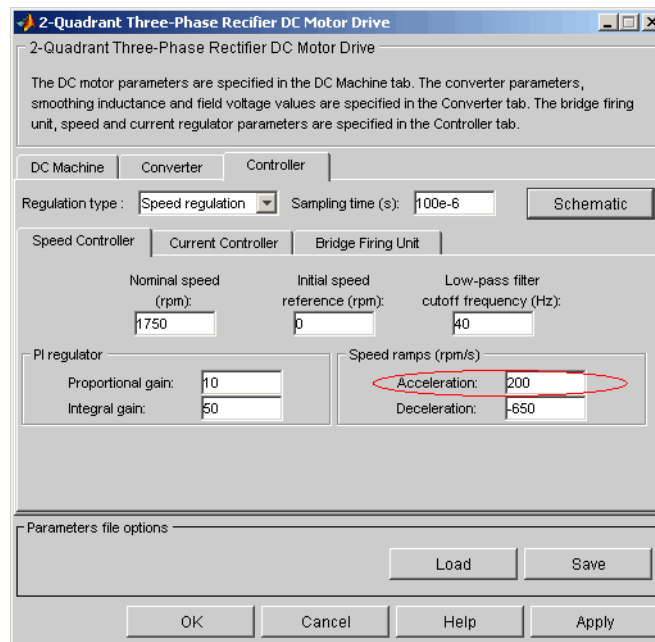 2-Quadrant Three-Phase Rectifier DC Motor Drive
2-Quadrant Three-Phase Rectifier DC Motor Drive
The DC motor parameters are specified in the DC Machine tab. The converter parameters,
smoothing inductance and field voltage values are specified in the Converter tab. The bridge firing
unit, speed and current regulator parameters are specified in the Controller tab.
DC Machine Converter Controller
Regulation type : Speed regulation Sampling time (s): 100e-6 Schematic
Speed Controller Current Controller Bridge Firing Unit
Nominal speed Initial speed Low-pass filter
(rpm): reference (rpm): cutoff frequency (Hz):
1750 0 40
PI regulator Speed ramps (rpm/s)
Proportional gain: 10 Acceleration: 200
Integral gain: 50 Deceleration: -650
Parameters file options
Load Save
OK Cancel Help Apply